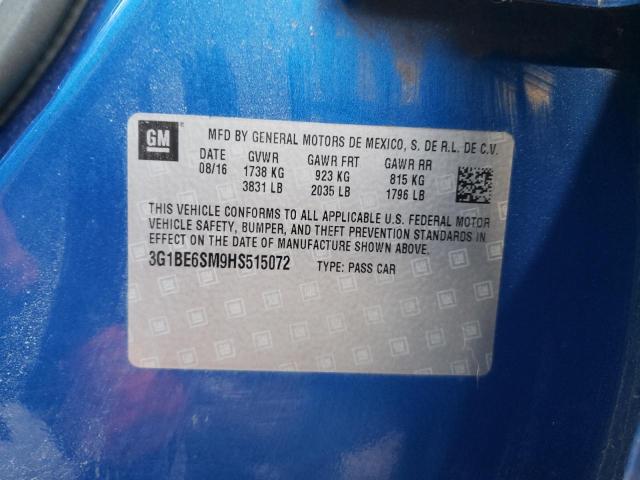 GM
MFD BY GENERAL MOTORS DE MEXICO, S. DE R.L. DE C.V.
DATE GVWR GAWR FRT GAWR RR
08/16 1738 KG 923 KG 815 KG
3831 LB 2035 LB 1796 LB
THIS VEHICLE CONFORMS TO ALL APPLICABLE U.S. FEDERAL MOTOR
VEHICLE SAFETY, BUMPER, AND THEFT PREVENTION STANDARDS IN
EFFECT ON THE DATE OF MANUFACTURE SHOWN ABOVE.
3G1BE6SM9HS515072 TYPE: PASS CAR